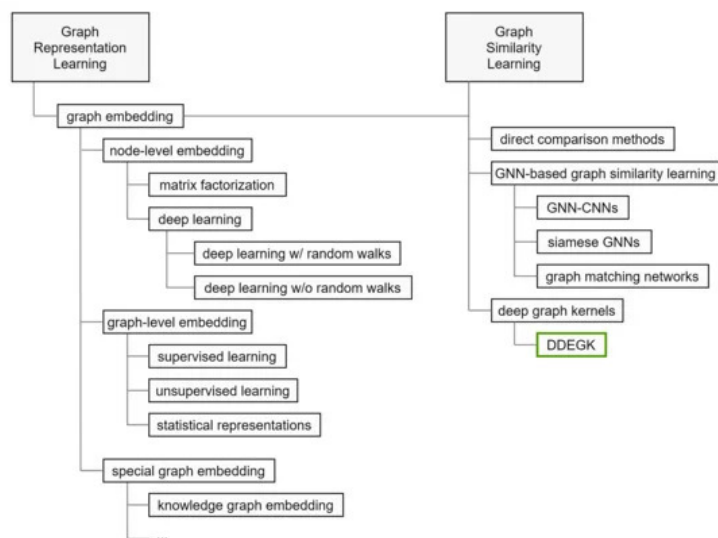 Graph
Representation
Learning
graph embedding
node-level embedding
matrix factorization
deep learning
deep learning w/ random walks
deep learning w/o random walks
graph-level embedding
supervised learning
unsupervised learning
statistical representations
special graph embedding
knowledge graph embedding
Graph
Similarity
Learning
direct comparison methods
GNN-based graph similarity learning
GNN-CNNs
siamese GNNs
graph matching networks
deep graph kernels
DDEGK